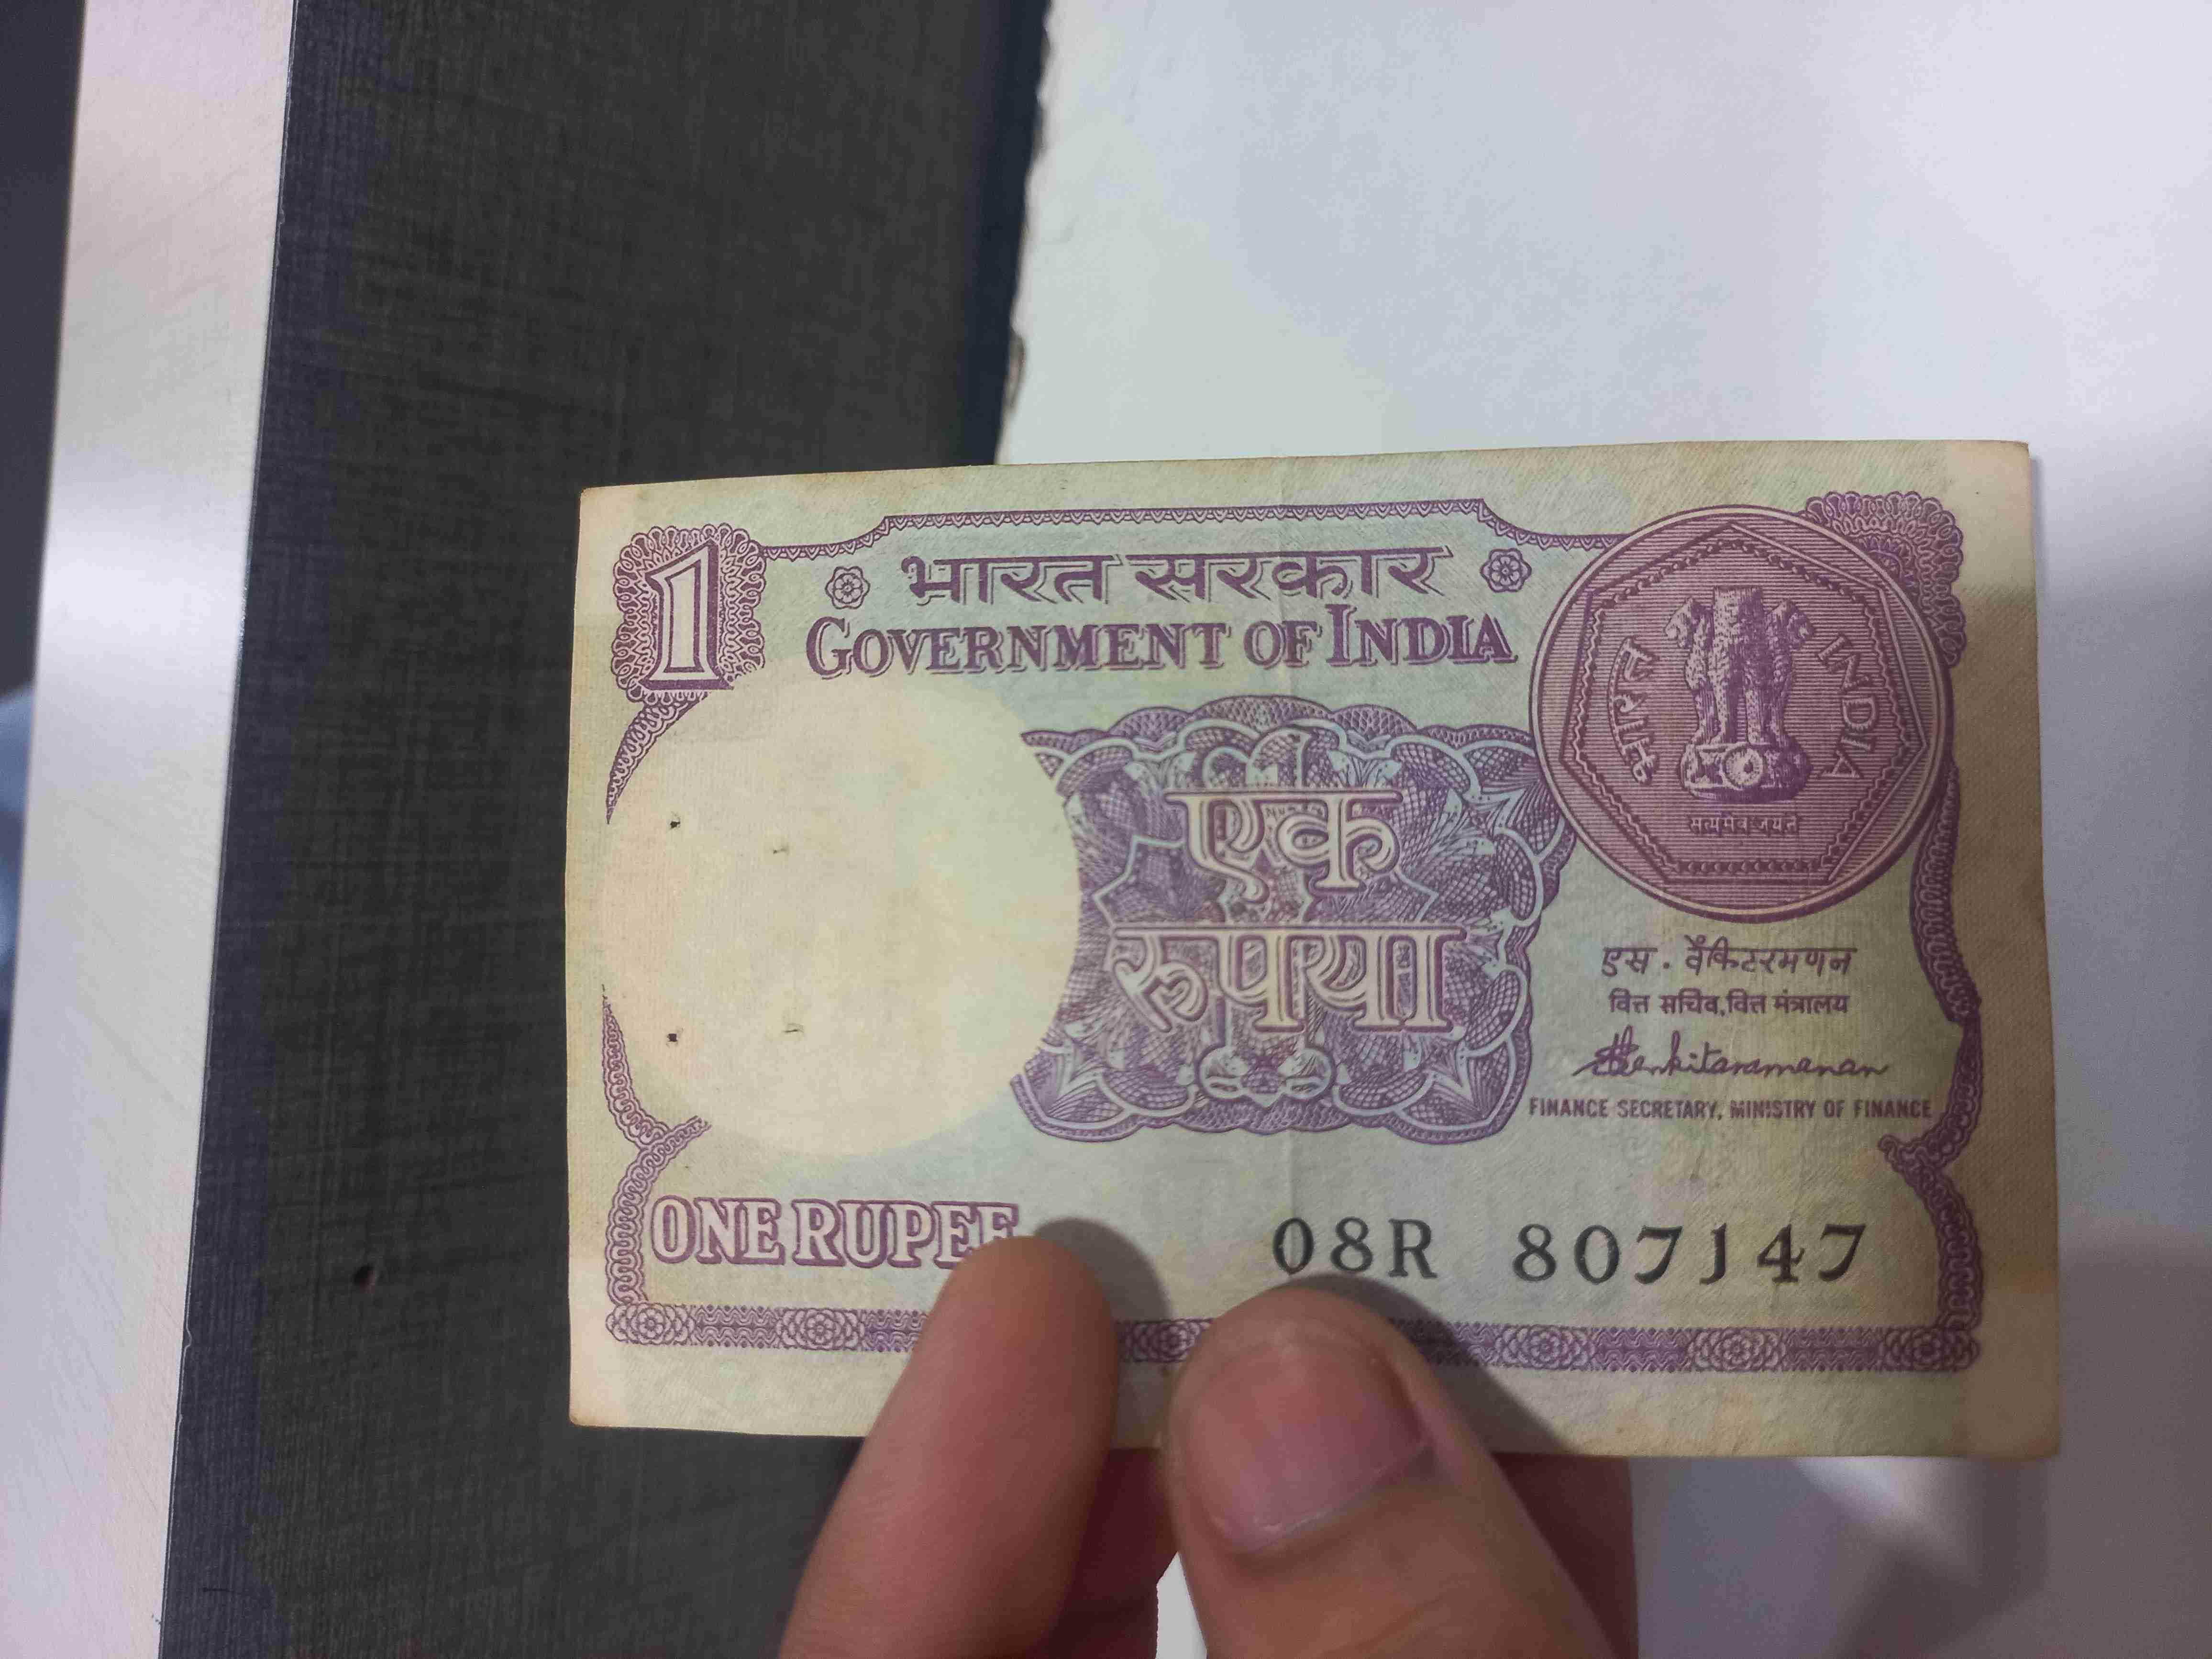 1
भारत सरकार
GOVERNMENT OF INDIA
भारत INDIA
सत्यमेव जयते
एक
रूपया
एस. वेंकिटरमणन
वित्त सचिव, वित्त मंत्रालय
SVenkitaramanan
FINANCE SECRETARY, MINISTRY OF FINANCE
ONE RUPEE
08R 807147